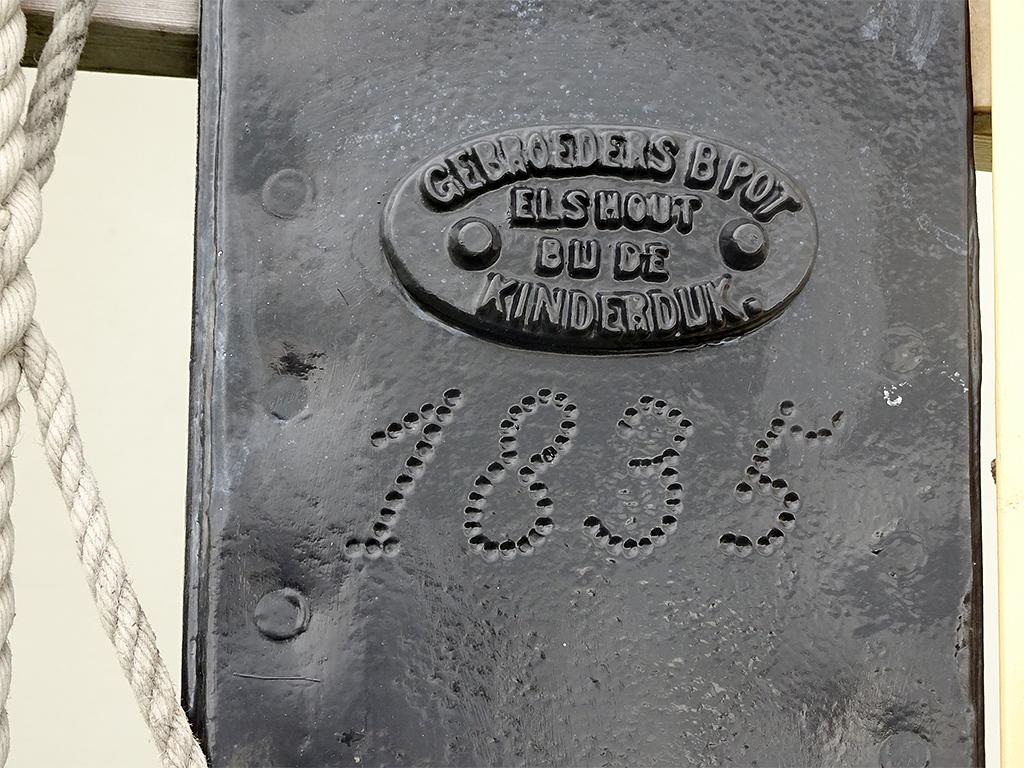 GEBROEDERS B POT
ELSHOUT
BIJ DE
KINDERDIJK.
1835